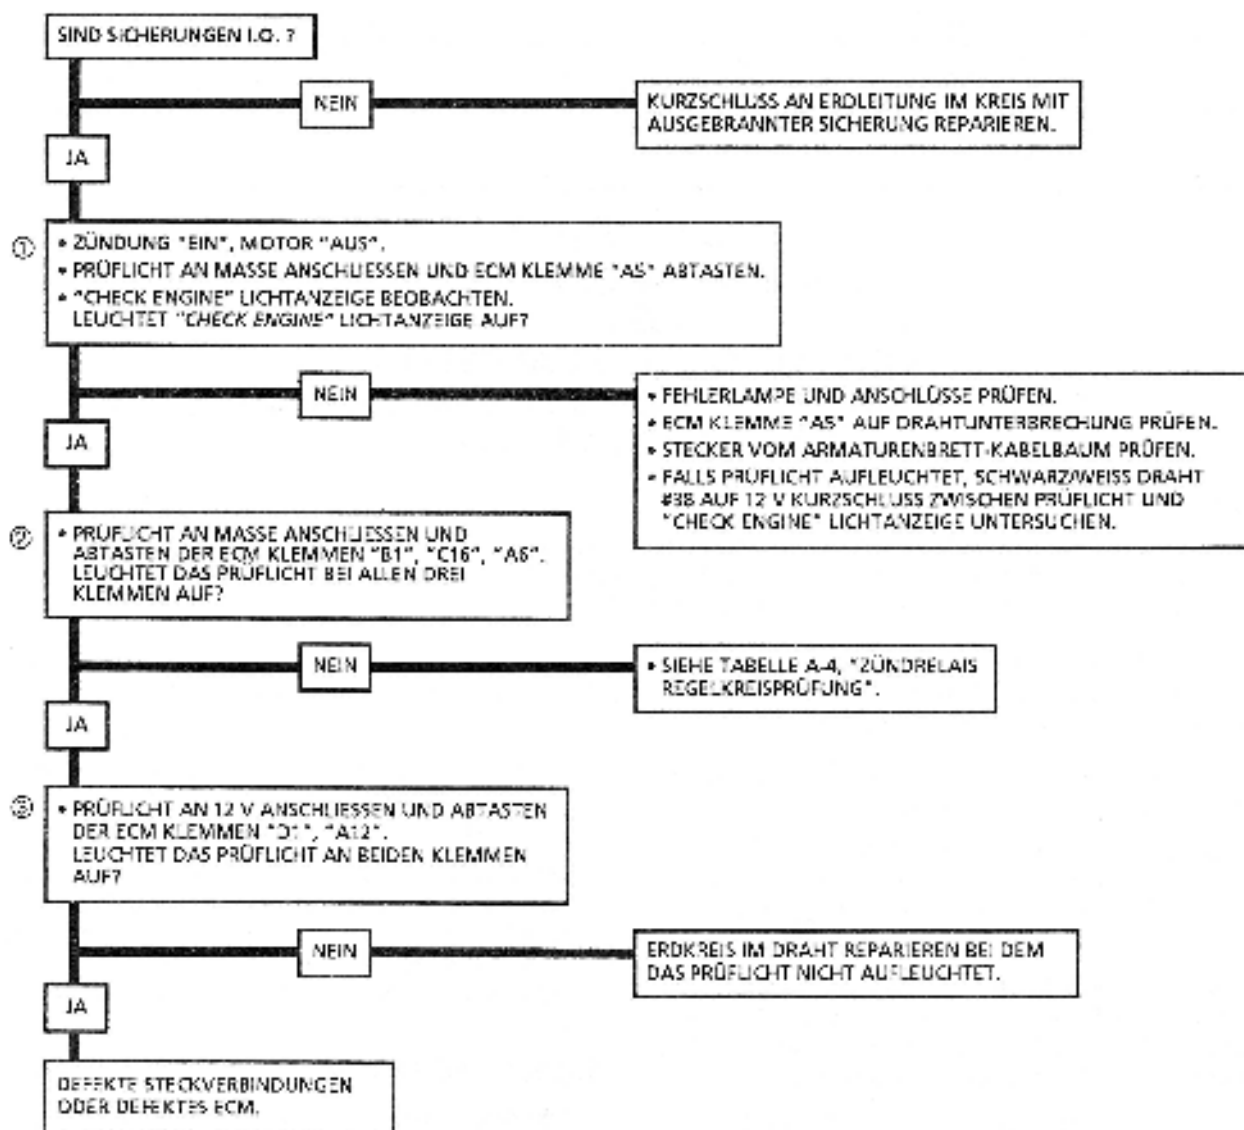 SIND SICHERUNGEN I.O. ?
NEIN
KURZSCHLUSS AN ERDLEITUNG IM KREIS MIT
AUSGEBRANNTER SICHERUNG REPARIEREN.
JA
①
• ZÜNDUNG "EIN", MOTOR "AUS".
• PRÜFLICHT AN MASSE ANSCHLIESSEN UND ECM KLEMME "A5" ABTASTEN.
• "CHECK ENGINE" LICHTANZEIGE BEOBACHTEN.
LEUCHTET "CHECK ENGINE" LICHTANZEIGE AUF?
NEIN
• FEHLERLAMPE UND ANSCHLÜSSE PRÜFEN.
• ECM KLEMME "A5" AUF DRAHTUNTERBRECHUNG PRÜFEN.
• STECKER VOM ARMATURENBRETT-KABELBAUM PRÜFEN.
• FALLS PRÜFLICHT AUFLEUCHTET, SCHWARZ/WEISS DRAHT
#38 AUF 12 V KURZSCHLUSS ZWISCHEN PRÜFLICHT UND
"CHECK ENGINE" LICHTANZEIGE UNTERSUCHEN.
JA
②
• PRÜFLICHT AN MASSE ANSCHLIESSEN UND
ABTASTEN DER ECM KLEMMEN "B1", "C16", "A6".
LEUCHTET DAS PRÜFLICHT BEI ALLEN DREI
KLEMMEN AUF?
NEIN
• SIEHE TABELLE A-4, "ZÜNDRELAIS
REGELKREISPRÜFUNG".
JA
③
• PRÜFLICHT AN 12 V ANSCHLIESSEN UND ABTASTEN
DER ECM KLEMMEN "D1", "A12".
LEUCHTET DAS PRÜFLICHT AN BEIDEN KLEMMEN
AUF?
NEIN
ERDKREIS IM DRAHT REPARIEREN BEI DEM
DAS PRÜFLICHT NICHT AUFLEUCHTET.
JA
DEFEKTE STECKVERBINDUNGEN
ODER DEFEKTES ECM.